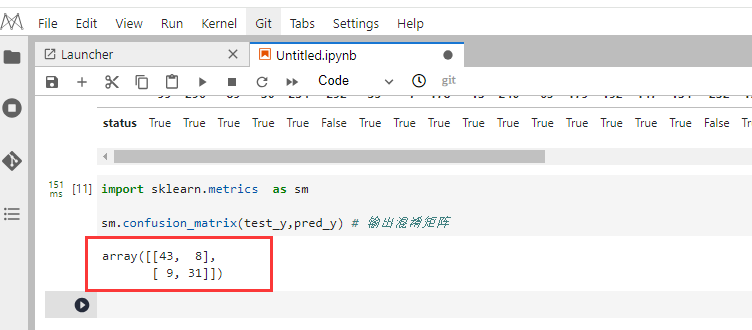 File Edit View Run Kernel Git Tabs Settings Help
Launcher Untitled.ipynb
Code git
status True True True True True False True True True True True True True True True True False True
151 ms [11] import sklearn.metrics as sm
sm.confusion_matrix(test_y,pred_y) # 输出混淆矩阵
array([[43, 8],
[ 9, 31]])